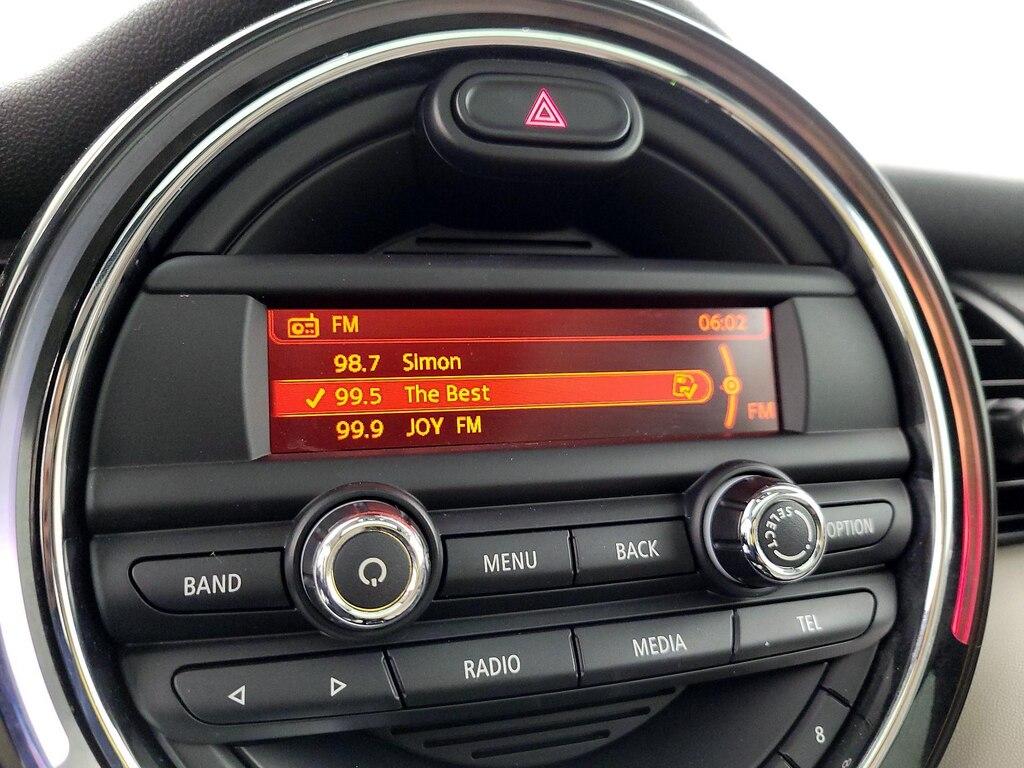 FM 06:02
98.7 Simon
99.5 The Best
99.9 JOY FM
FM
BAND MENU BACK SELECT OPTION
RADIO MEDIA TEL
8